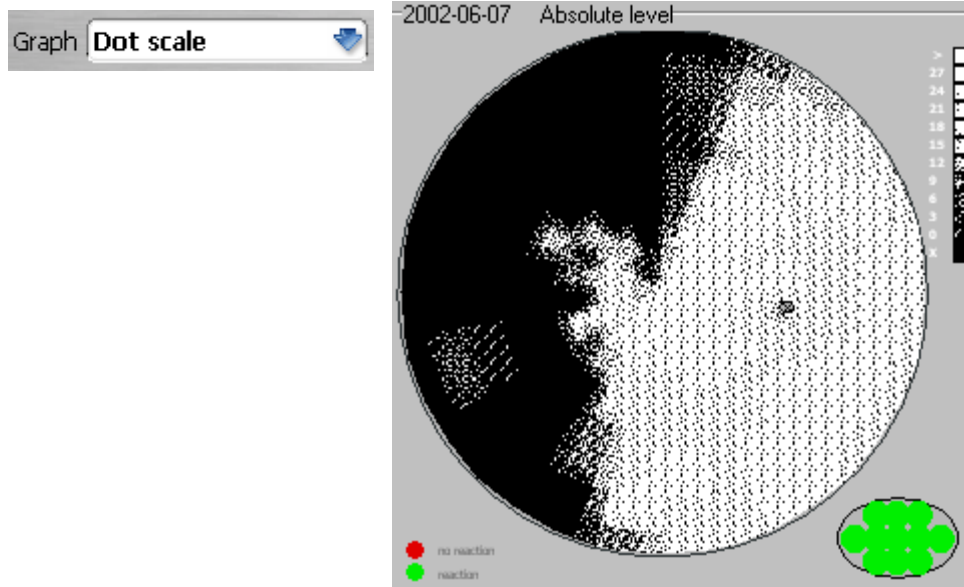 Graph Dot scale
2002-06-07 Absolute level
>
27
24
21
18
15
12
9
6
3
0
x
no reaction
reaction